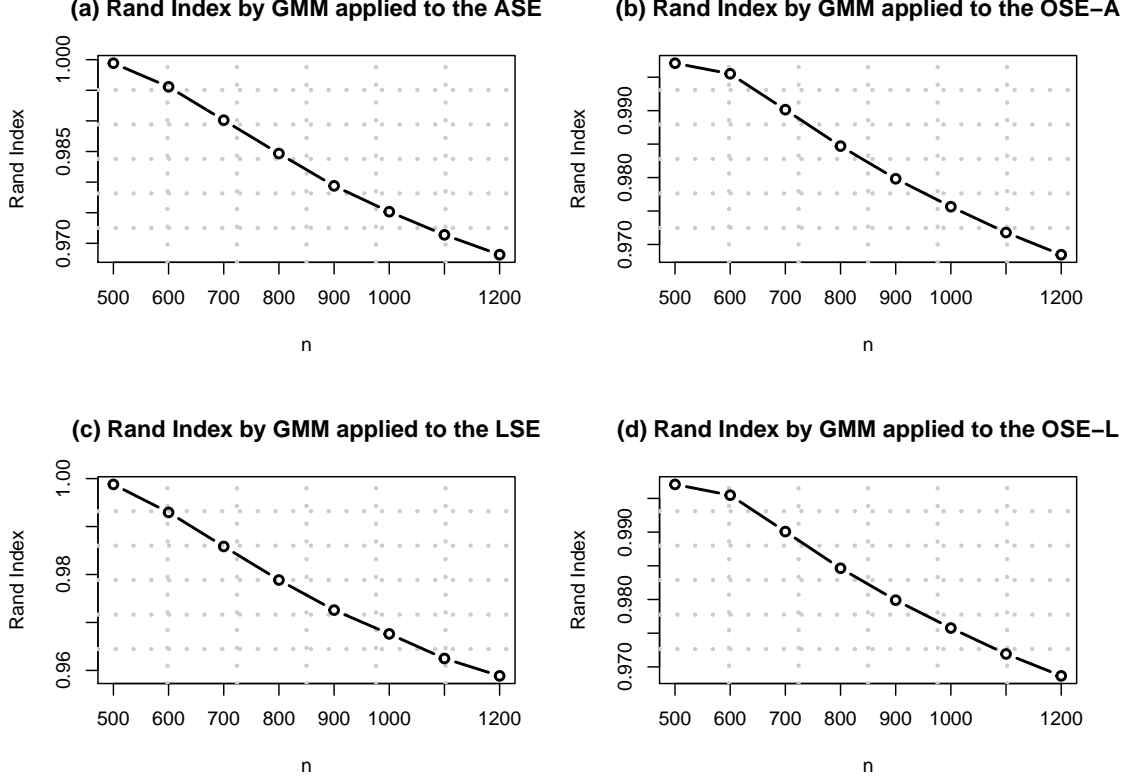 (a) Rand Index by GMM applied to the ASE
Rand Index
1.000
0.985
0.970
500 600 700 800 900 1000 1200
n
(b) Rand Index by GMM applied to the OSE−A
Rand Index
0.990
0.980
0.970
500 600 700 800 900 1000 1200
n
(c) Rand Index by GMM applied to the LSE
Rand Index
1.00
0.98
0.96
500 600 700 800 900 1000 1200
n
(d) Rand Index by GMM applied to the OSE−L
Rand Index
0.990
0.980
0.970
500 600 700 800 900 1000 1200
n